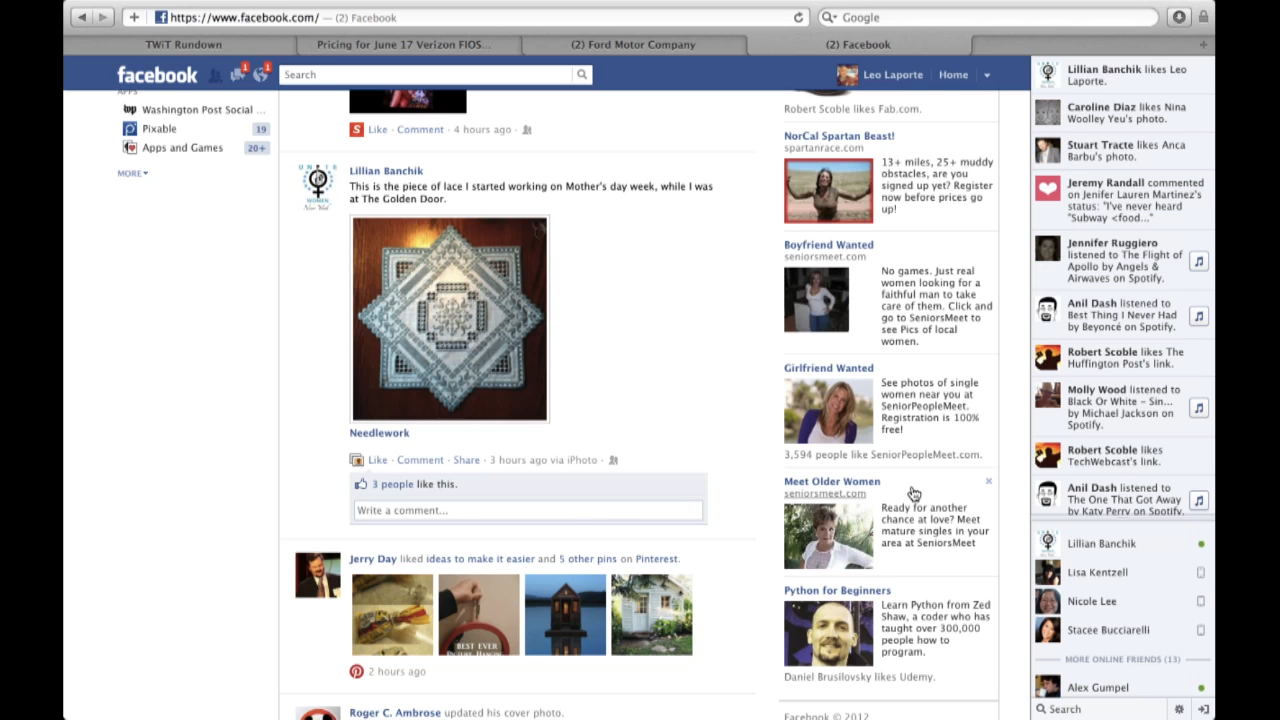 https://www.facebook.com/ — (2) Facebook
Google
TWiT Rundown
Pricing for June 17 Verizon FIOS...
(2) Ford Motor Company
(2) Facebook
facebook
1
1
Search
Leo Laporte
Home
APPS
Washington Post Social ...
Pixable
19
Apps and Games
20+
MORE
Like · Comment · 4 hours ago ·
Lillian Banchik
This is the piece of lace I started working on Mother's day week, while I was
at The Golden Door.
Needlework
Like · Comment · Share · 3 hours ago via iPhoto ·
3 people like this.
Write a comment...
Jerry Day liked ideas to make it easier and 5 other pins on Pinterest.
BEST EVER
2 hours ago
Roger C. Ambrose updated his cover photo.
Robert Scoble likes Fab.com.
NorCal Spartan Beast!
spartanrace.com
13+ miles, 25+ muddy
obstacles, are you
signed up yet? Register
now before prices go
up!
Boyfriend Wanted
seniorsmeet.com
No games. Just real
women looking for a
faithful man to take
care of them. Click and
go to SeniorsMeet to
see Pics of local
women.
Girlfriend Wanted
See photos of single
women near you at
SeniorPeopleMeet.
Registration is 100%
free!
3,594 people like SeniorPeopleMeet.com.
Meet Older Women
seniorsmeet.com
Ready for another
chance at love? Meet
mature singles in your
area at SeniorsMeet
Python for Beginners
Learn Python from Zed
Shaw, a coder who has
taught over 300,000
people how to
program.
Daniel Brusilovsky likes Udemy.
Facebook © 2012
Lillian Banchik likes Leo
Laporte.
Caroline Diaz likes Nina
Woolley Yeu's photo.
Stuart Tracte likes Anca
Barbu's photo.
Jeremy Randall commented
on Jenifer Lauren Martinez's
status: "I've never heard
"Subway <food..."
Jennifer Ruggiero
listened to The Flight of
Apollo by Angels &
Airwaves on Spotify.
Anil Dash listened to
Best Thing I Never Had
by Beyoncé on Spotify.
Robert Scoble likes The
Huffington Post's link.
Molly Wood listened to
Black Or White – Sin...
by Michael Jackson on
Spotify.
Robert Scoble likes
TechWebcast's link.
Anil Dash listened to
The One That Got Away
by Katy Perry on Spotify.
Lillian Banchik
Lisa Kentzell
Nicole Lee
Stacee Bucciarelli
MORE ONLINE FRIENDS (13)
Alex Gumpel
Search